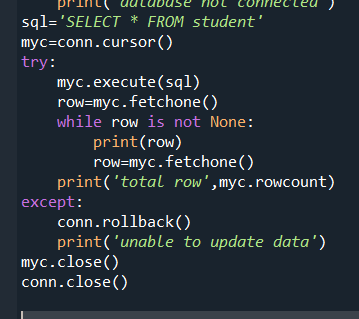 print('database not connected')
sql='SELECT * FROM student'
myc=conn.cursor()
try:
    myc.execute(sql)
    row=myc.fetchone()
    while row is not None:
        print(row)
        row=myc.fetchone()
    print('total row',myc.rowcount)
except:
    conn.rollback()
    print('unable to update data')
myc.close()
conn.close()